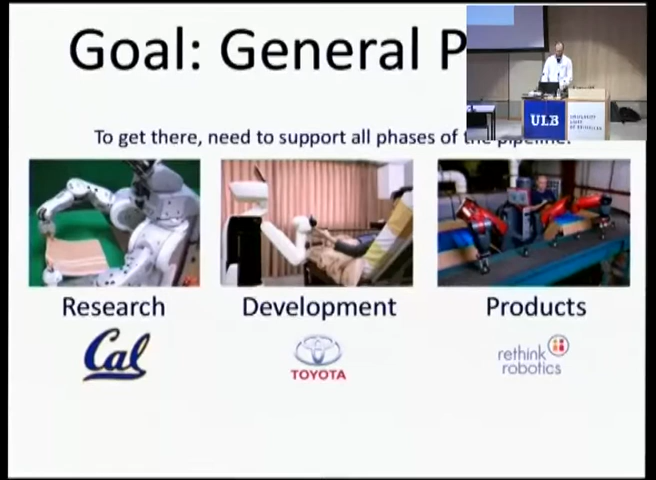 Goal: General P
To get there, need to support all phases of the pipeline.
ULB
Research
Development
Products
Cal
TOYOTA
rethink
robotics